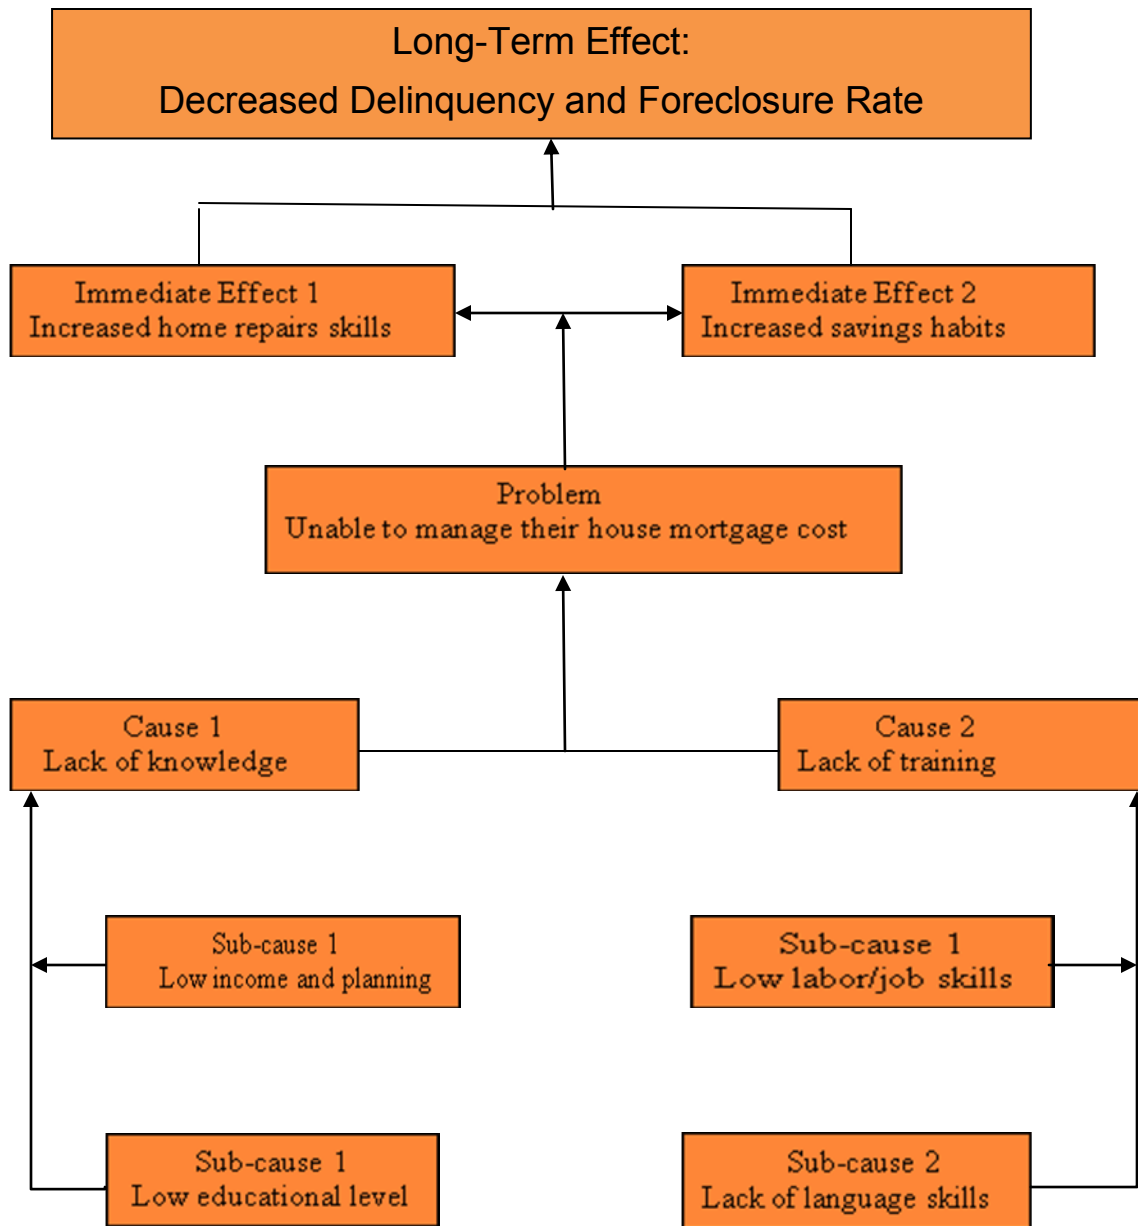 Long-Term Effect:
Decreased Delinquency and Foreclosure Rate
Immediate Effect 1
Increased home repairs skills
Immediate Effect 2
Increased savings habits
Problem
Unable to manage their house mortgage cost
Cause 1
Lack of knowledge
Cause 2
Lack of training
Sub-cause 1
Low income and planning
Sub-cause 1
Low labor/job skills
Sub-cause 1
Low educational level
Sub-cause 2
Lack of language skills